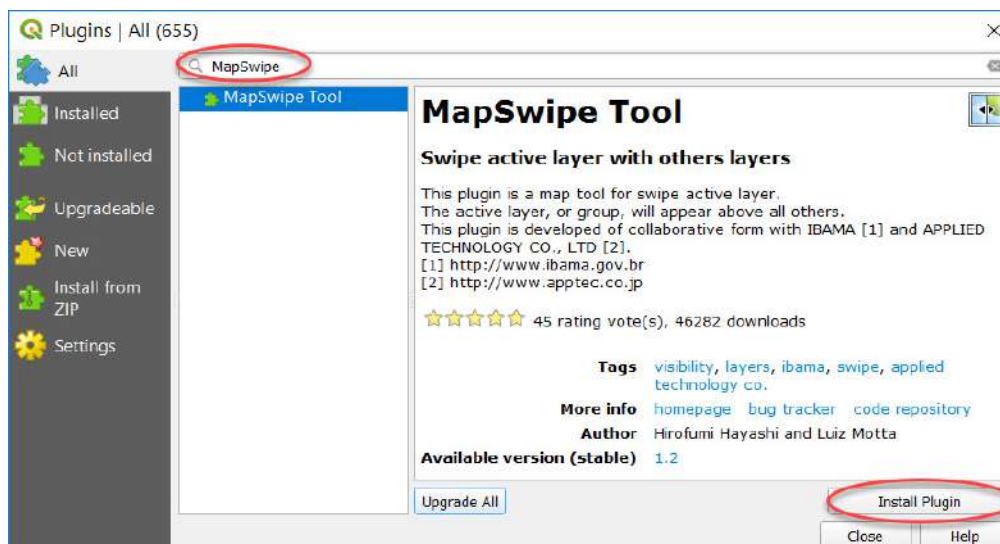 Plugins | All (655)
All
Installed
Not installed
Upgradeable
New
Install from
ZIP
Settings
MapSwipe
MapSwipe Tool
MapSwipe Tool
Swipe active layer with others layers
This plugin is a map tool for swipe active layer.
The active layer, or group, will appear above all others.
This plugin is developed of collaborative form with IBAMA [1] and APPLIED
TECHNOLOGY CO., LTD [2].
[1] http://www.ibama.gov.br
[2] http://www.apptec.co.jp
45 rating vote(s), 46282 downloads
Tags visibility, layers, ibama, swipe, applied
technology co.
More info homepage bug tracker code repository
Author Hirofumi Hayashi and Luiz Motta
Available version (stable) 1.2
Upgrade All
Install Plugin
Close Help